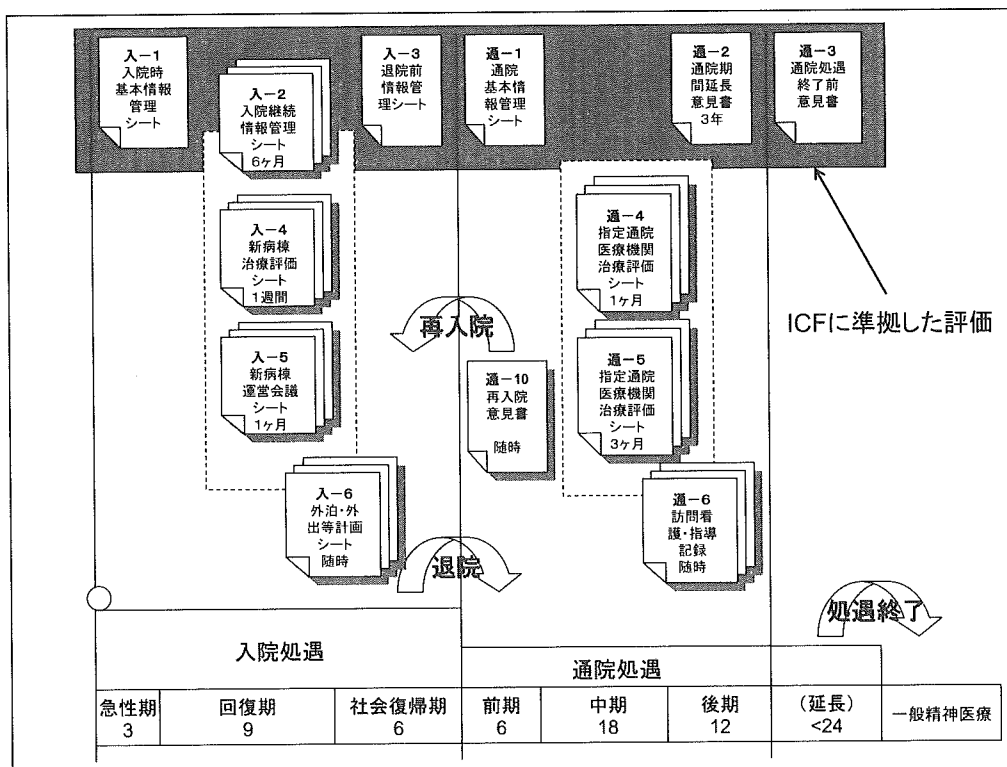 入－1
入院時
基本情報
管理
シート
入－2
入院継続
情報管理
シート
6ヶ月
入－3
退院前
情報管
理シート
通－1
通院
基本情
報管理
シート
通－2
通院期
間延長
意見書
3年
通－3
通院処遇
終了前
意見書
入－4
新病棟
治療評価
シート
1週間
通－4
指定通院
医療機関
治療評価
シート
1ヶ月
ICFに準拠した評価
再入院
入－5
新病棟
運営会議
シート
1ヶ月
通－10
再入院
意見書
随時
通－5
指定通院
医療機関
治療評価
シート
3ヶ月
入－6
外泊・外
出等計画
シート
随時
退院
通－6
訪問看
護・指導
記録
随時
処遇終了
入院処遇
通院処遇
急性期
3
回復期
9
社会復帰期
6
前期
6
中期
18
後期
12
(延長)
<24
一般精神医療